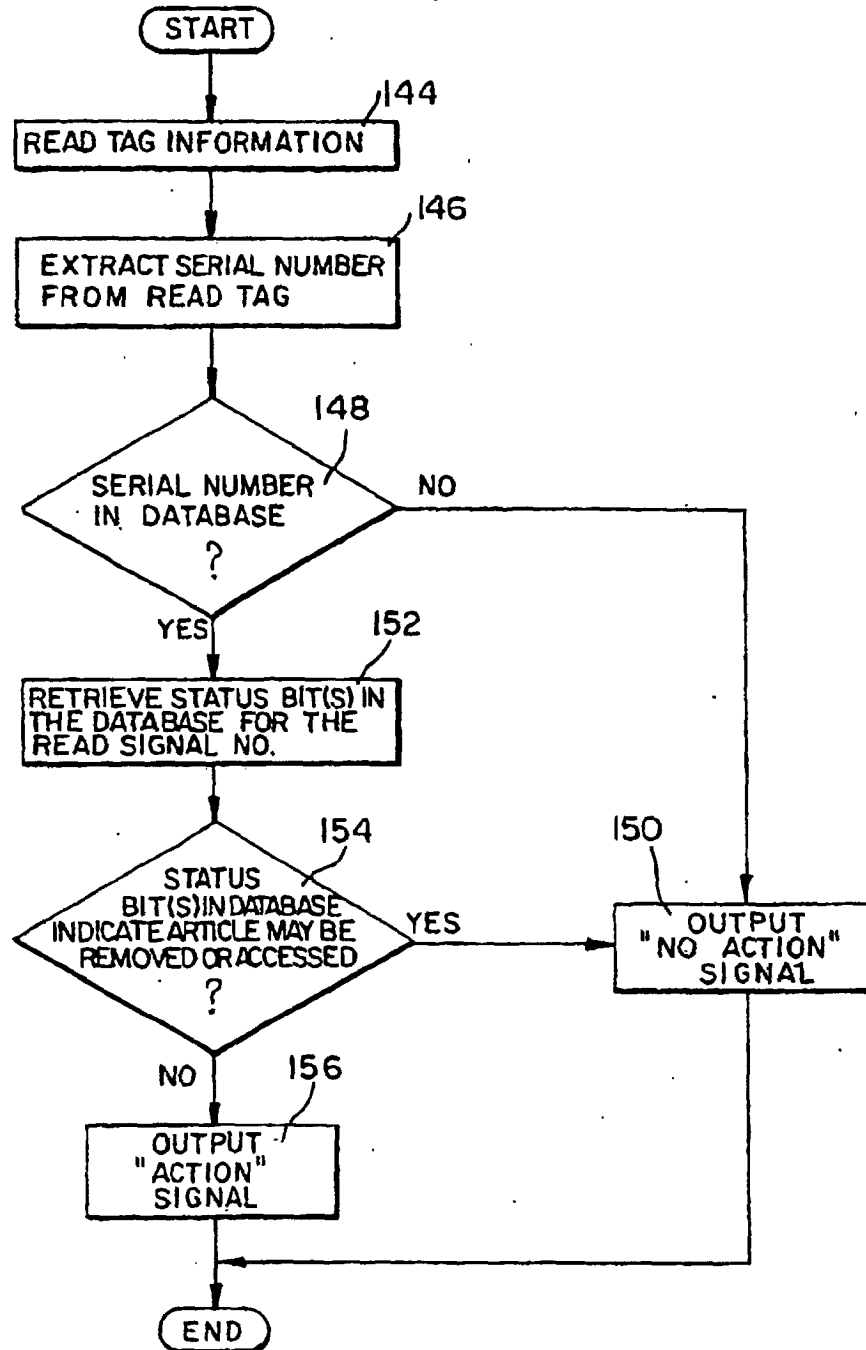 START
144
READ TAG INFORMATION
146
EXTRACT SERIAL NUMBER
FROM READ TAG
148
SERIAL NUMBER
IN DATABASE
?
NO
YES
152
RETRIEVE STATUS BIT(S) IN
THE DATABASE FOR THE
READ SIGNAL NO.
154
STATUS
BIT(S) IN DATABASE
INDICATE ARTICLE MAY BE
REMOVED OR ACCESSED
?
YES
150
OUTPUT
"NO ACTION"
SIGNAL
NO
156
OUTPUT
"ACTION"
SIGNAL
END